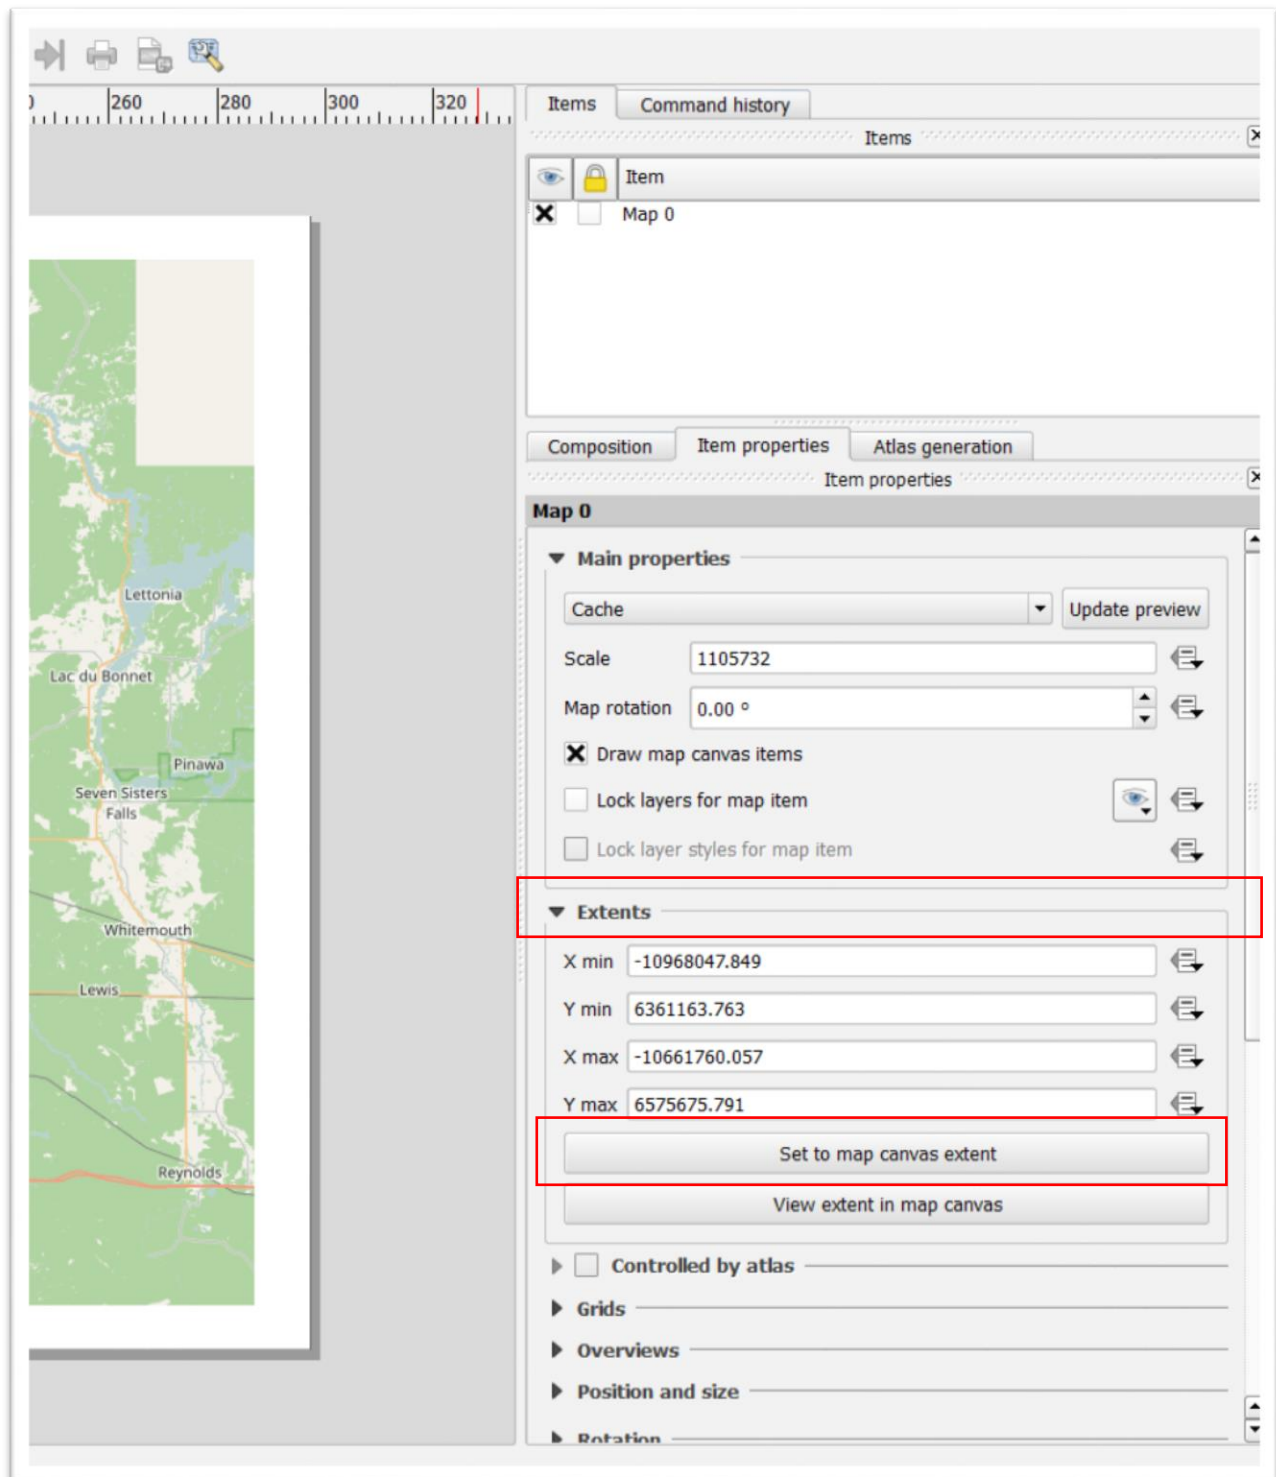 260 280 300 320
Items Command history
Items
Item
Map 0
Composition Item properties Atlas generation
Item properties
Map 0
Main properties
Cache Update preview
Scale 1105732
Map rotation 0.00 °
Draw map canvas items
Lock layers for map item
Lock layer styles for map item
Extents
X min -10968047.849
Y min 6361163.763
X max -10661760.057
Y max 6575675.791
Set to map canvas extent
View extent in map canvas
Controlled by atlas
Grids
Overviews
Position and size
Rotation
Lettonia
Lac du Bonnet
Pinawa
Seven Sisters
Falls
Whitemouth
Lewis
Reynolds